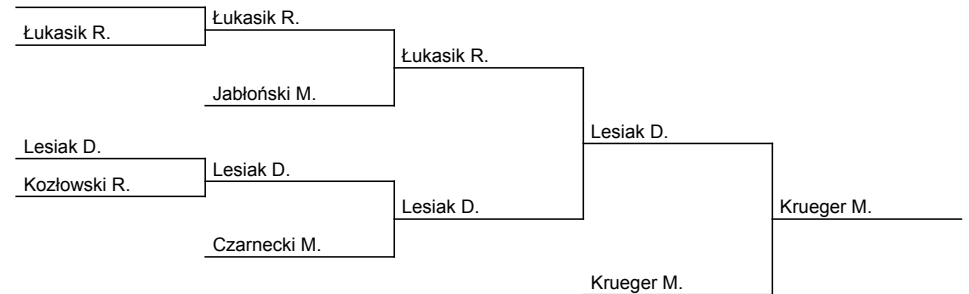 Łukasik R.
Łukasik R.
Łukasik R.
Jabłoński M.
Lesiak D.
Lesiak D.
Lesiak D.
Kozłowski R.
Lesiak D.
Krueger M.
Czarnecki M.
Krueger M.